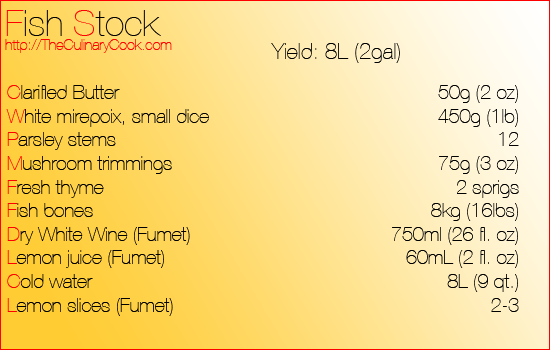 Fish Stock
http://TheCulinaryCook.com
Yield: 8L (2gal)
Clarified Butter 50g (2 oz)
White mirepoix, small dice 450g (1lb)
Parsley stems 12
Mushroom trimmings 75g (3 oz)
Fresh thyme 2 sprigs
Fish bones 8kg (16lbs)
Dry White Wine (Fumet) 750ml (26 fl. oz)
Lemon juice (Fumet) 60mL (2 fl. oz)
Cold water 8L (9 qt.)
Lemon slices (Fumet) 2-3